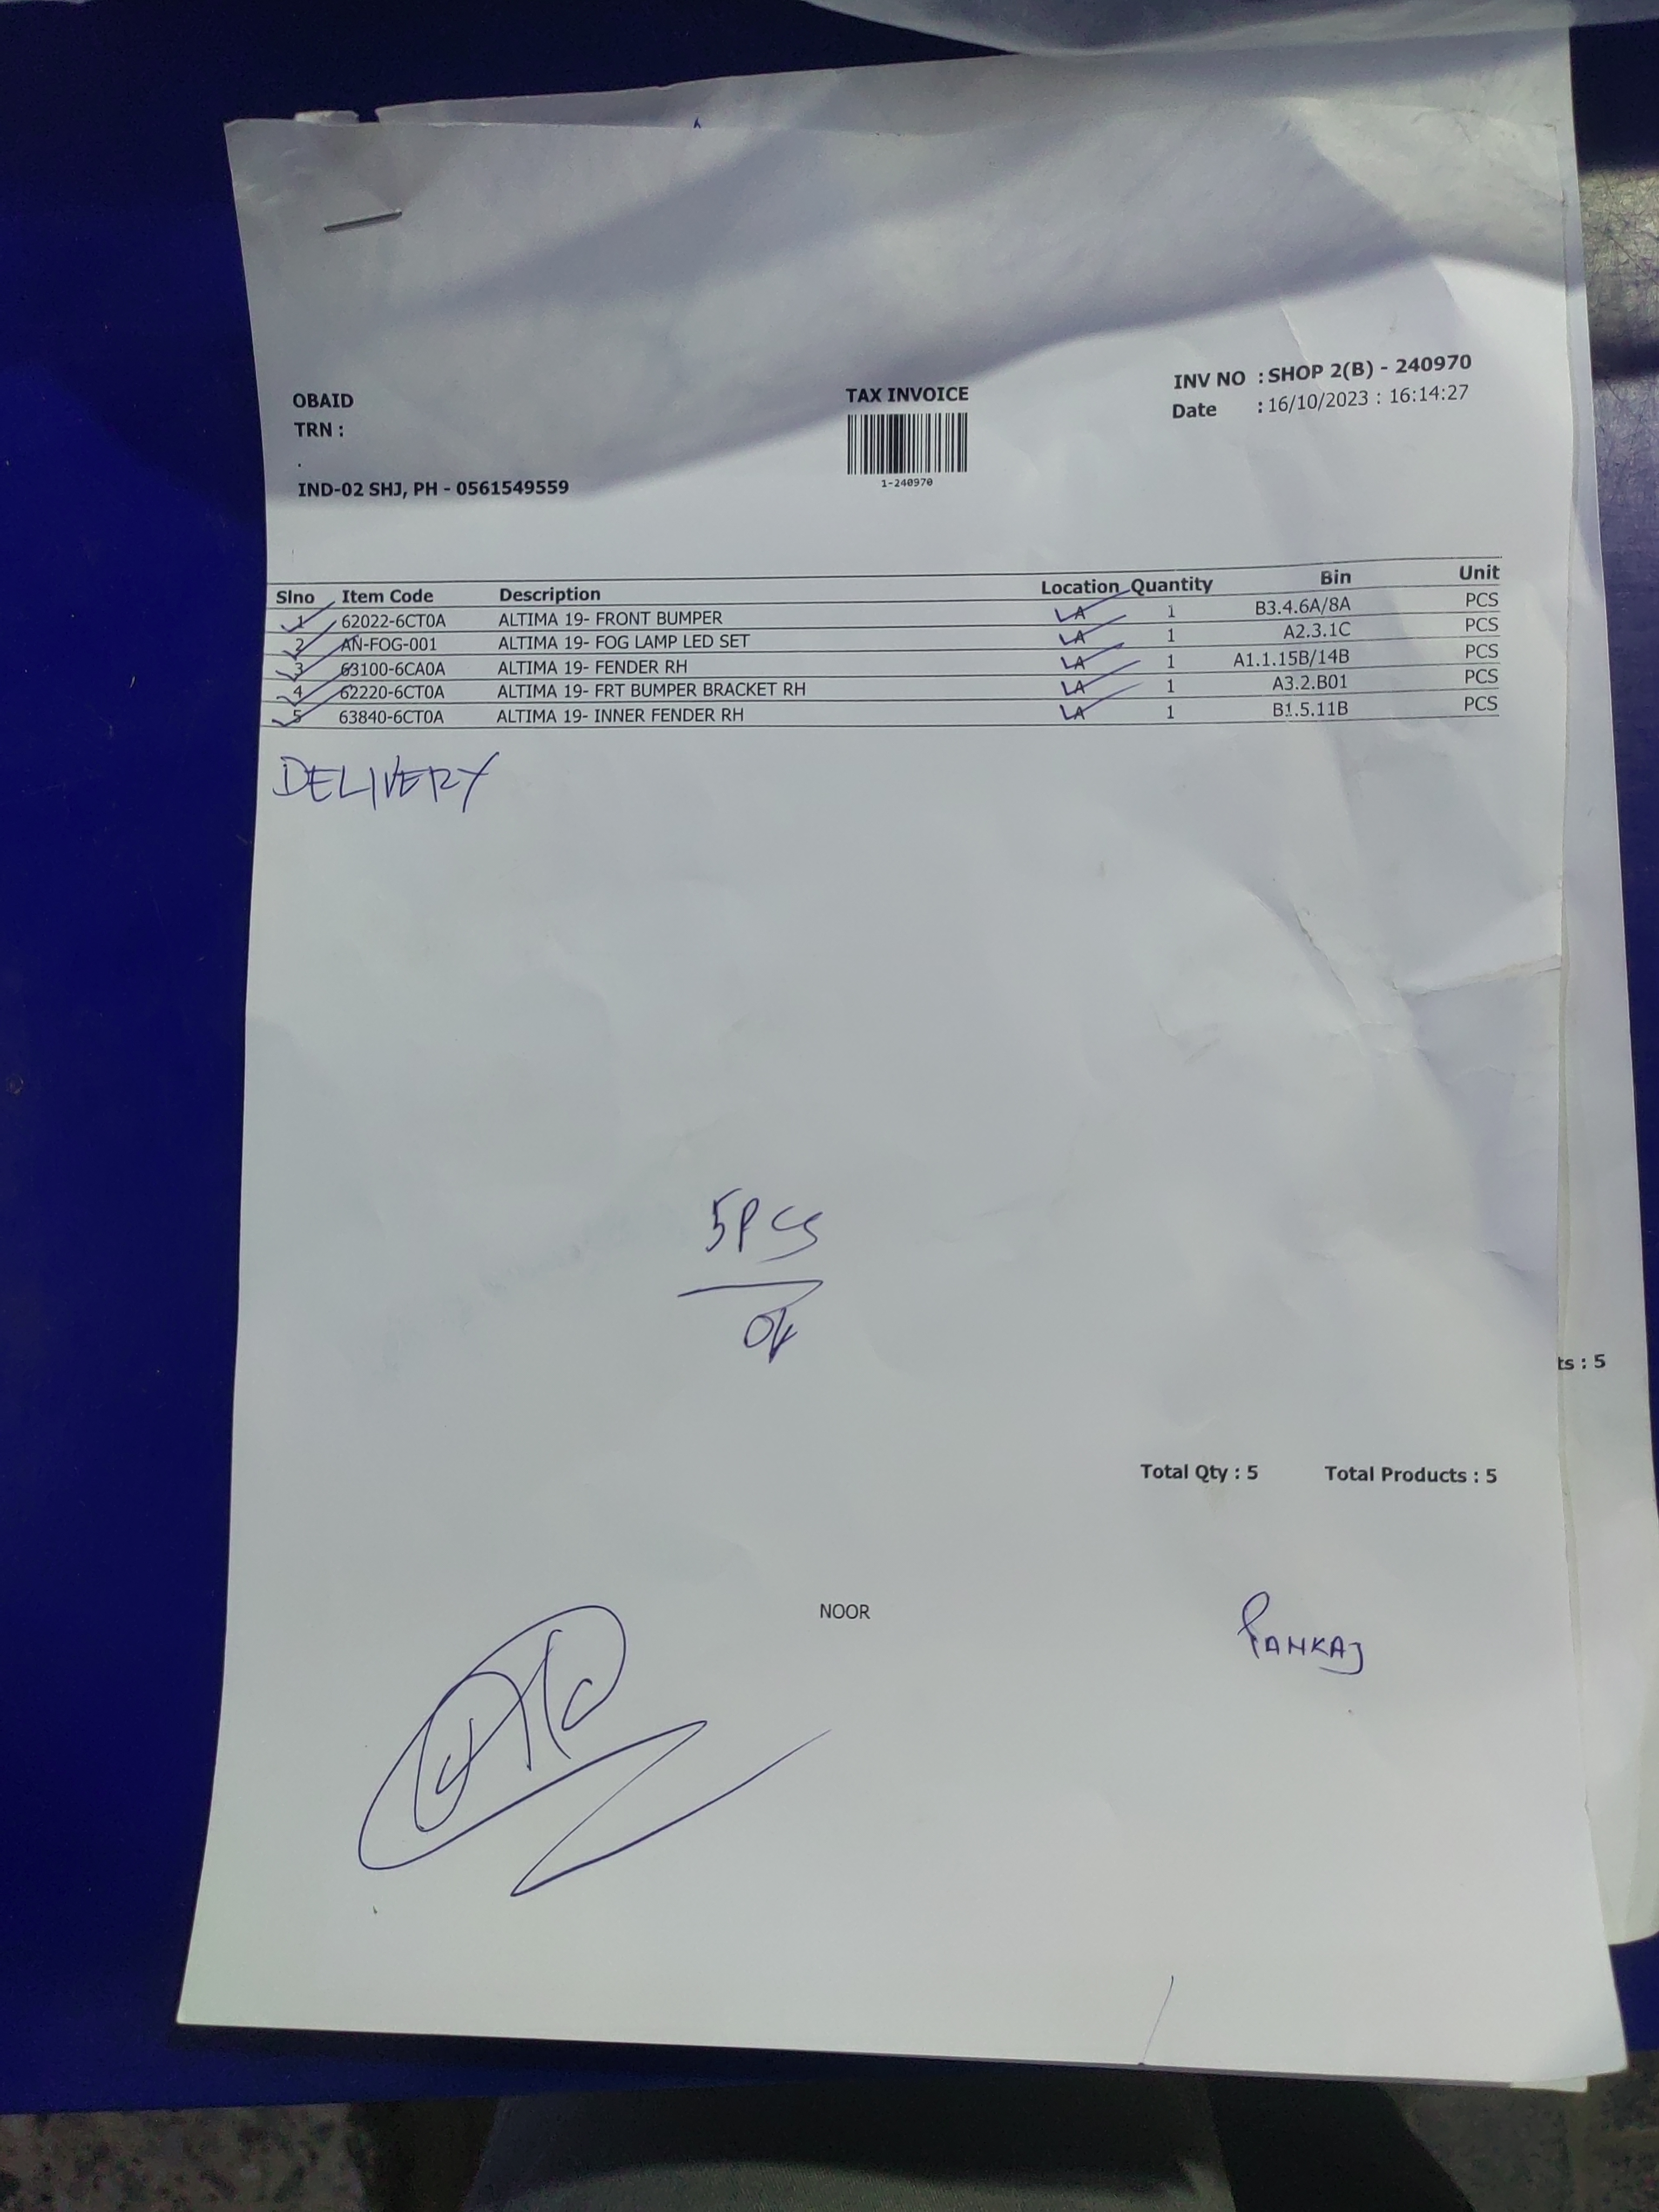 OBAID
TAX INVOICE
INV NO : SHOP 2(B) - 240970
TRN :
Date : 16/10/2023 : 16:14:27
.
1-240970
IND-02 SHJ, PH - 0561549559
Slno Item Code Description Location Quantity Bin Unit
1 62022-6CT0A ALTIMA 19- FRONT BUMPER LA 1 B3.4.6A/8A PCS
2 AN-FOG-001 ALTIMA 19- FOG LAMP LED SET LA 1 A2.3.1C PCS
3 63100-6CA0A ALTIMA 19- FENDER RH LA 1 A1.1.15B/14B PCS
4 62220-6CT0A ALTIMA 19- FRT BUMPER BRACKET RH LA 1 A3.2.B01 PCS
5 63840-6CT0A ALTIMA 19- INNER FENDER RH LA 1 B1.5.11B PCS
DELIVERY
5PCS
ok
ts : 5
Total Qty : 5 Total Products : 5
NOOR
PANKAJ